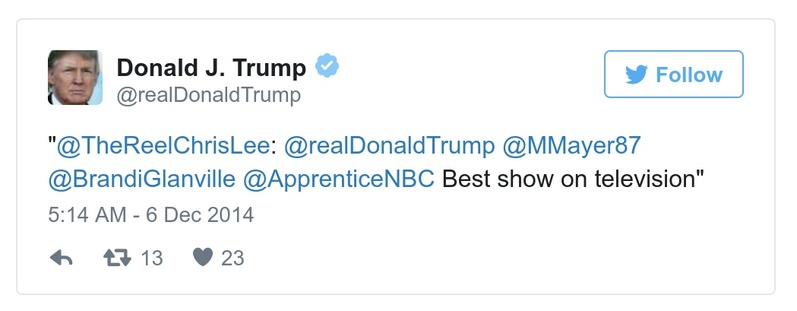 Donald J. Trump
@realDonaldTrump
Follow
"@TheReelChrisLee: @realDonaldTrump @MMayer87
@BrandiGlanville @ApprenticeNBC Best show on television"
5:14 AM - 6 Dec 2014
13 23